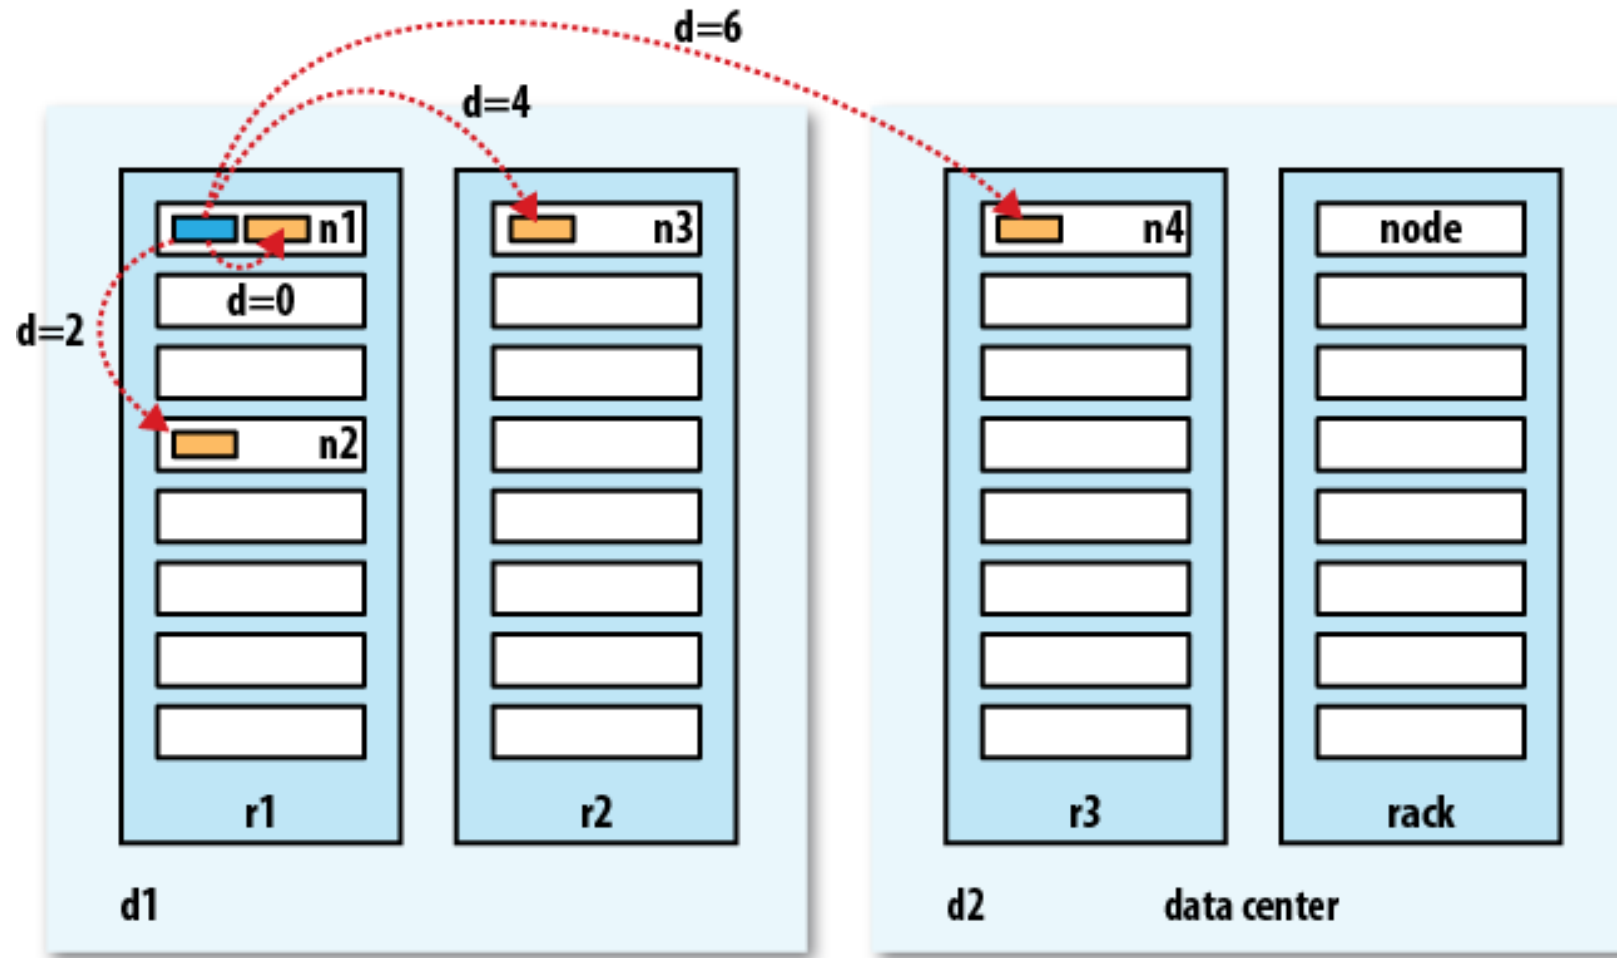 d=6
d=4
n1
n3
n4
node
d=0
d=2
n2
r1
r2
r3
rack
d1
d2
data center